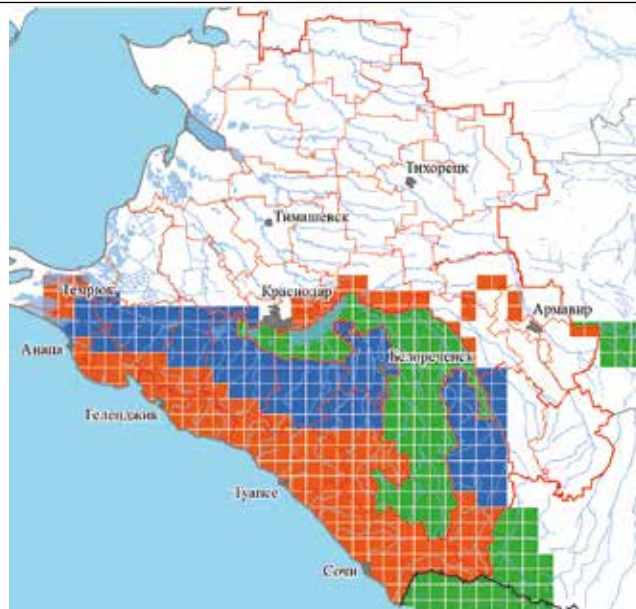 Тихорецк
Тимашевск
Темрюк
Краснодар
Армавир
Анапа
Белореченск
Геленджик
Туапсе
Сочи